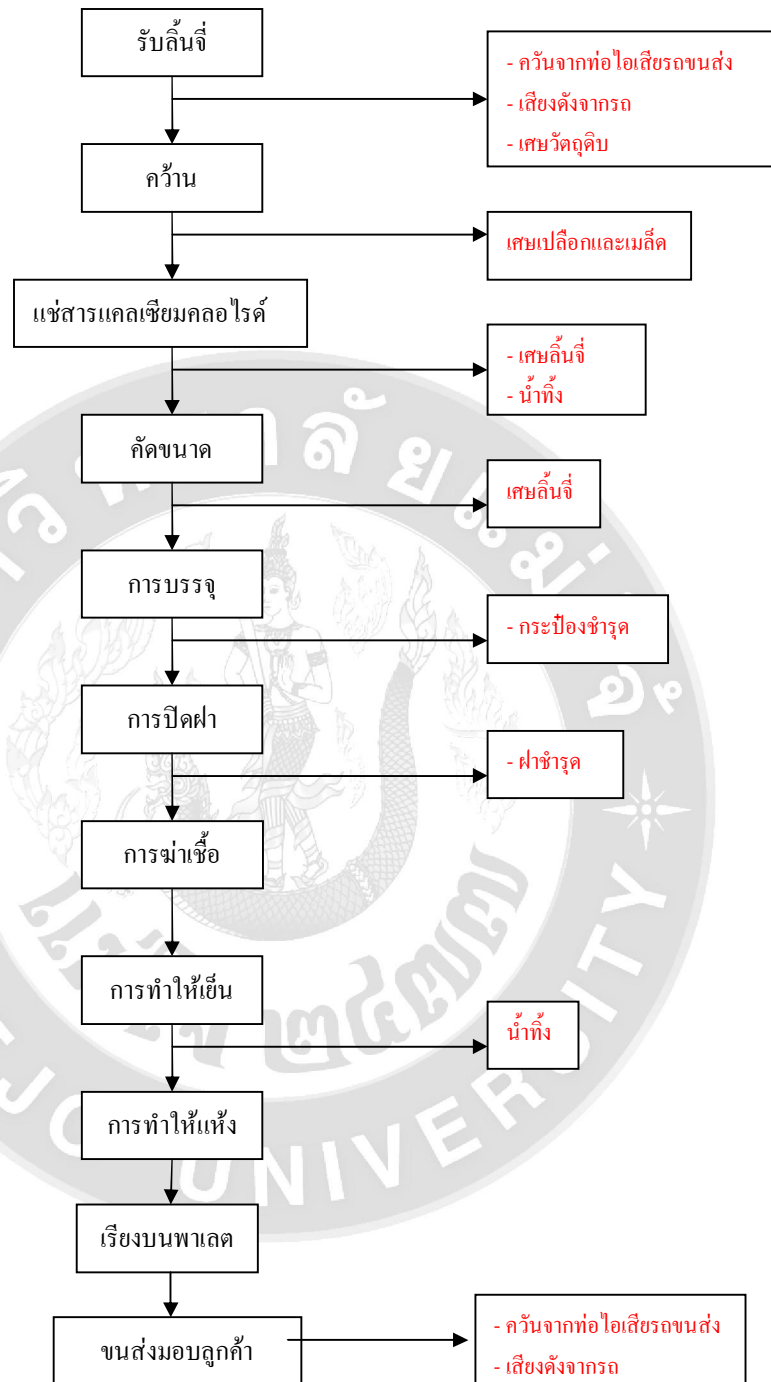 รับลิ้นจี่
- ควันจากท่อไอเสียรถขนส่ง
- เสียงดังจากรถ
- เศษวัตถุดิบ
คว้าน
เศษเปลือกและเมล็ด
แช่สารแคลเซียมคลอไรด์
- เศษลิ้นจี่
- น้ำทิ้ง
คัดขนาด
เศษลิ้นจี่
การบรรจุ
- กระป๋องชำรุด
การปิดฝา
- ฝาชำรุด
การฆ่าเชื้อ
การทำให้เย็น
น้ำทิ้ง
การทำให้แห้ง
เรียงบนพาเลต
ขนส่งมอบลูกค้า
- ควันจากท่อไอเสียรถขนส่ง
- เสียงดังจากรถ
แม่โจ้ ๒๔๗๗
UNIVERSITY